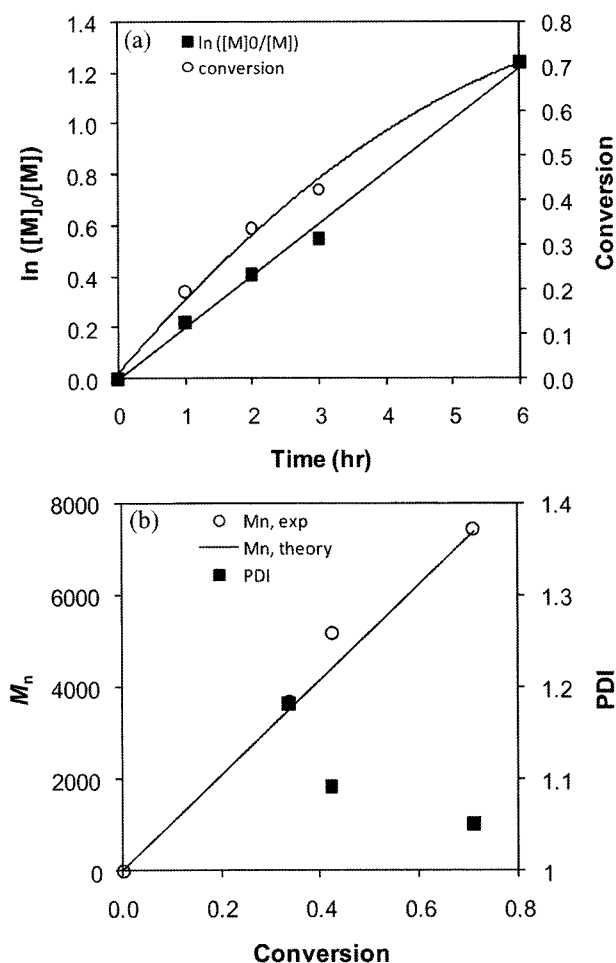 (a)
ln ([M]0/[M])
conversion
ln ([M]0/[M])
1.4
1.2
1.0
0.8
0.6
0.4
0.2
0.0
0.8
0.7
0.6
0.5
0.4
0.3
0.2
0.1
0.0
Conversion
0 1 2 3 4 5 6
Time (hr)
(b)
Mn, exp
Mn, theory
PDI
Mn
8000
6000
4000
2000
0
1.4
1.3
1.2
1.1
1
PDI
0.0 0.2 0.4 0.6 0.8
Conversion